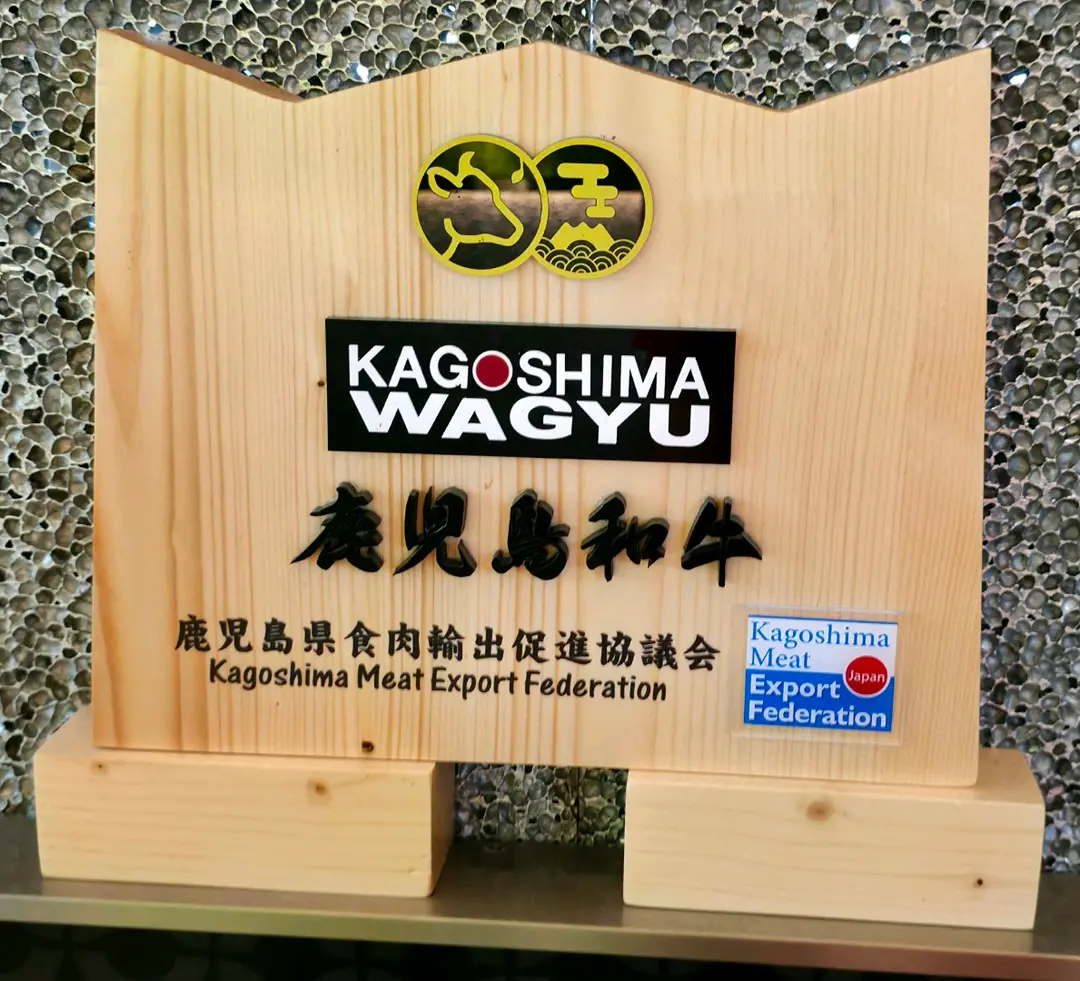 KAGOSHIMA
WAGYU
鹿児島和牛
鹿児島県食肉輸出促進協議会
Kagoshima Meat Export Federation
Kagoshima
Meat
Japan
Export
Federation